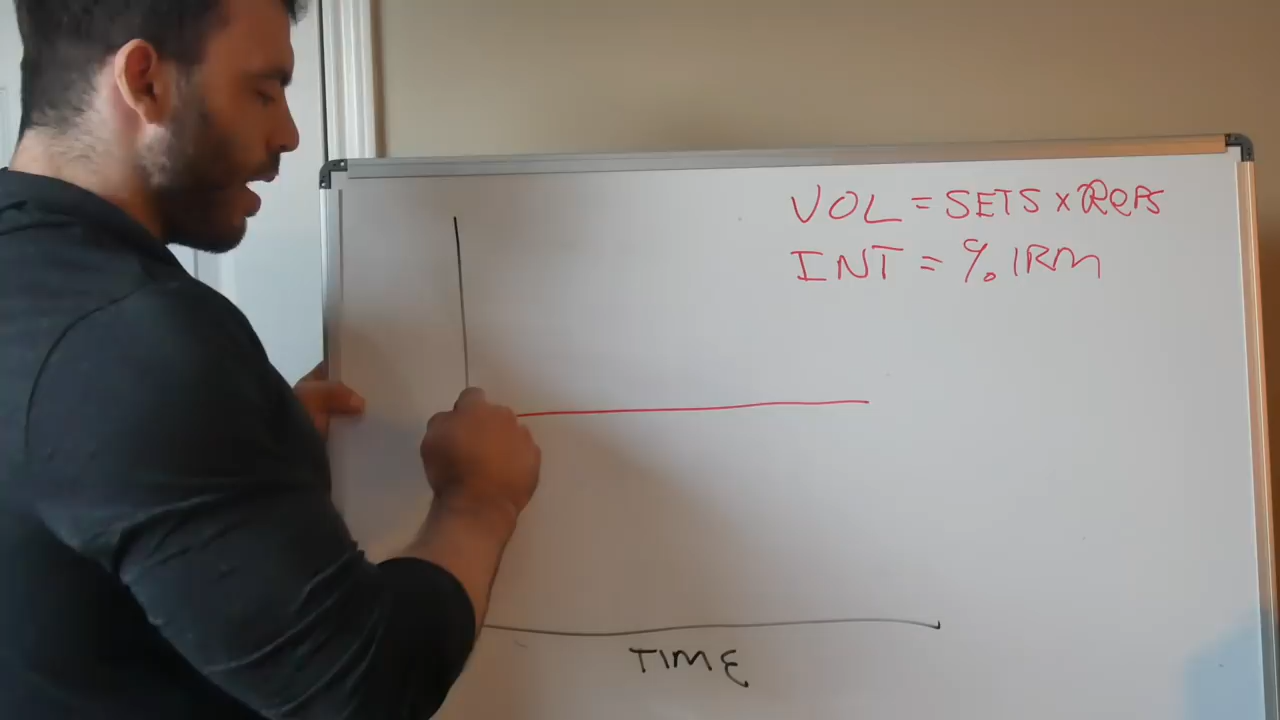 VOL = SETS x Reps
INT = %. 1RM
TIME